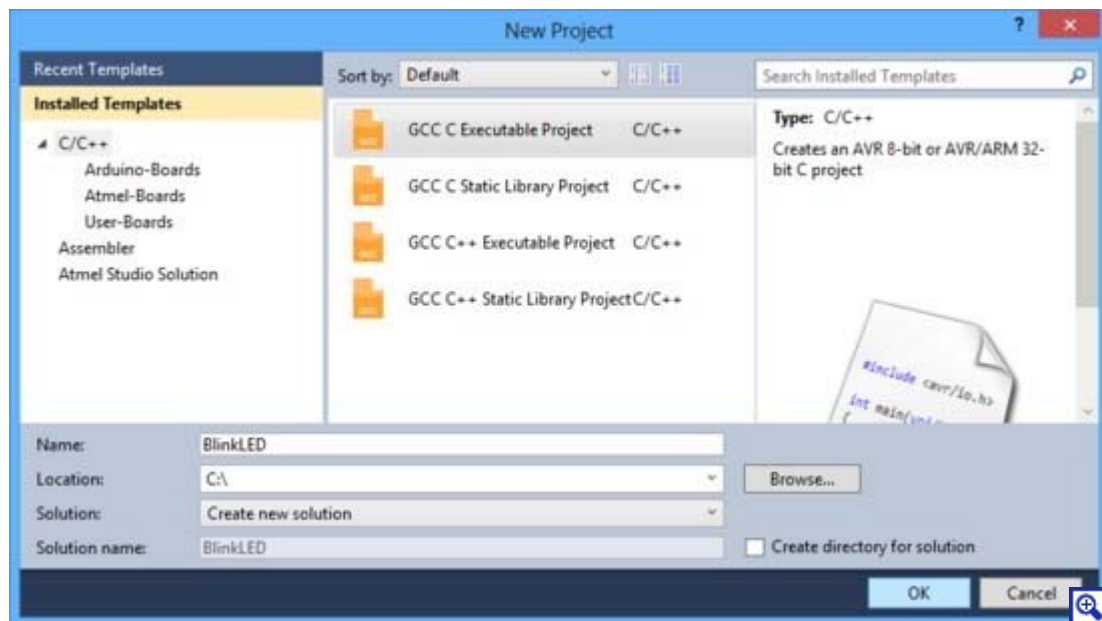 New Project
?
Recent Templates
Installed Templates
C/C++
Arduino-Boards
Atmel-Boards
User-Boards
Assembler
Atmel Studio Solution
Sort by: Default
Search Installed Templates
GCC C Executable Project C/C++
GCC C Static Library Project C/C++
GCC C++ Executable Project C/C++
GCC C++ Static Library Project C/C++
Type: C/C++
Creates an AVR 8-bit or AVR/ARM 32-
bit C project
#include <avr/io.h>
int main(
{
Name: BlinkLED
Location: C:\
Browse...
Solution: Create new solution
Solution name: BlinkLED
Create directory for solution
OK Cancel